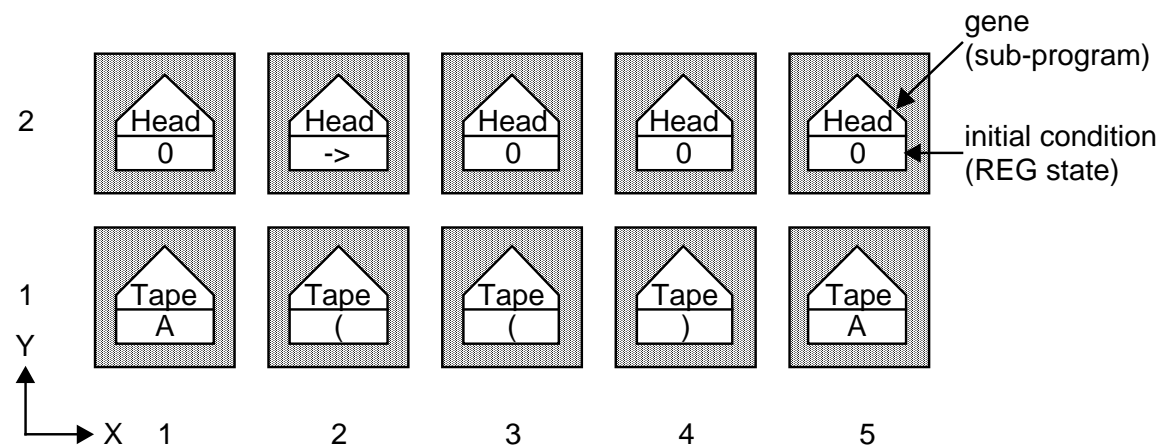 gene
(sub-program)
2
Head
0
Head
->
Head
0
Head
0
Head
0
initial condition
(REG state)
1
Tape
A
Tape
(
Tape
(
Tape
)
Tape
A
Y
X 1 2 3 4 5